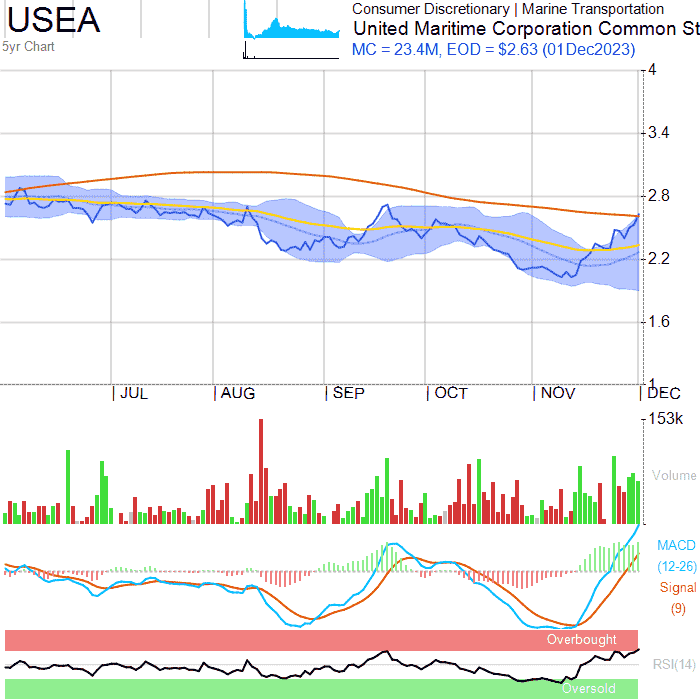 USEA
5yr Chart
Consumer Discretionary | Marine Transportation
United Maritime Corporation Common St
MC = 23.4M, EOD = $2.63 (01Dec2023)
4
3.4
2.8
2.2
1.6
1
JUL AUG SEP OCT NOV DEC
153k
Volume
MACD
(12-26)
Signal
(9)
Overbought
RSI(14)
Oversold